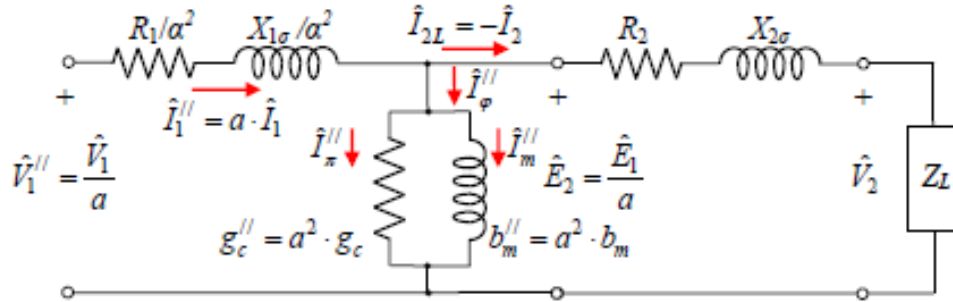 R₁/α² X₁σ/α² Î₂L = −Î₂ R₂ X₂σ
+ Î₁// = a · Î₁ Îφ// + +
V̂₁// = V̂₁/a Îπ// Îm// Ê₂ = Ê₁/a V̂₂ ZL
gc// = a² · gc bm// = a² · bm